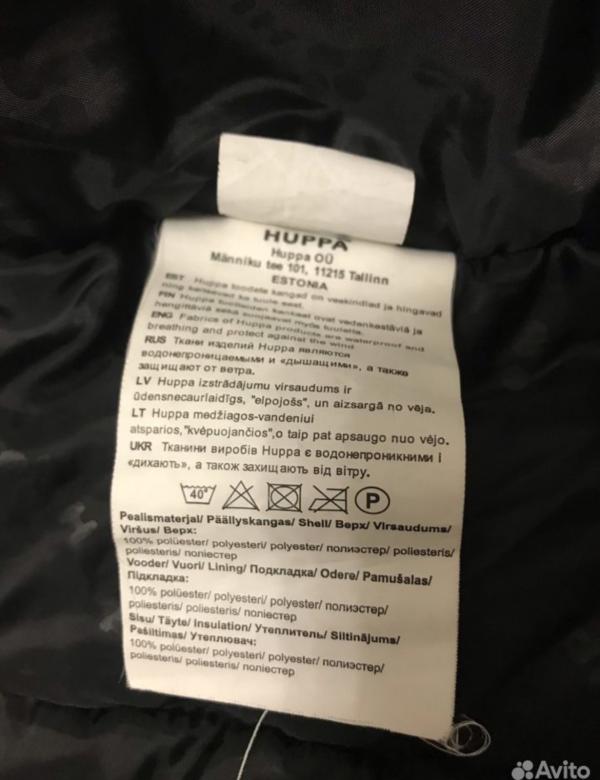 HUPPA
Huppa OÜ
Männiku tee 101, 11215 Tallinn
ESTONIA
EST Huppa toodete kangad on veekindlad ja hingavad
ning kaitsevad ka tuule eest.
FIN Huppa tuotteiden kankaat ovat vedenkestäviä ja
hengittäviä sekä suojaavat myös tuulelta.
ENG Fabrics of Huppa products are waterproof and
breathing and protect against the wind.
RUS Ткани изделий Huppa являются
водонепроницаемыми и «дышащими», а также
защищают от ветра.
LV Huppa izstrādājumu virsaudums ir
ūdensnecaurlaidīgs, "elpojošs", un aizsargā no vēja.
LT Huppa medžiagos-vandeniui
atsparios,"kvėpuojančios",o taip pat apsaugo nuo vėjo.
UKR Тканини виробів Huppa є водонепроникними і
«дихають», а також захищають від вітру.
40° P
Pealismaterjal/ Päällyskangas/ Shell/ Верх/ Virsaudums/
Viršus/ Верх:
100% polüester/ polyesteri/ polyester/ полиэстер/ poliesteris/
poliesteris/ поліестер
Vooder/ Vuori/ Lining/ Подкладка/ Odere/ Pamušalas/
Підкладка:
100% polüester/ polyesteri/ polyester/ полиэстер/
poliesteris/ poliesteris/ поліестер
Sisu/ Täyte/ Insulation/ Утеплитель/ Siltinājums/
Pašiltimas/ Утеплювач:
100% polüester/ polyesteri/ polyester/ полиэстер/
poliesteris/ poliesteris/ поліестер
Avito